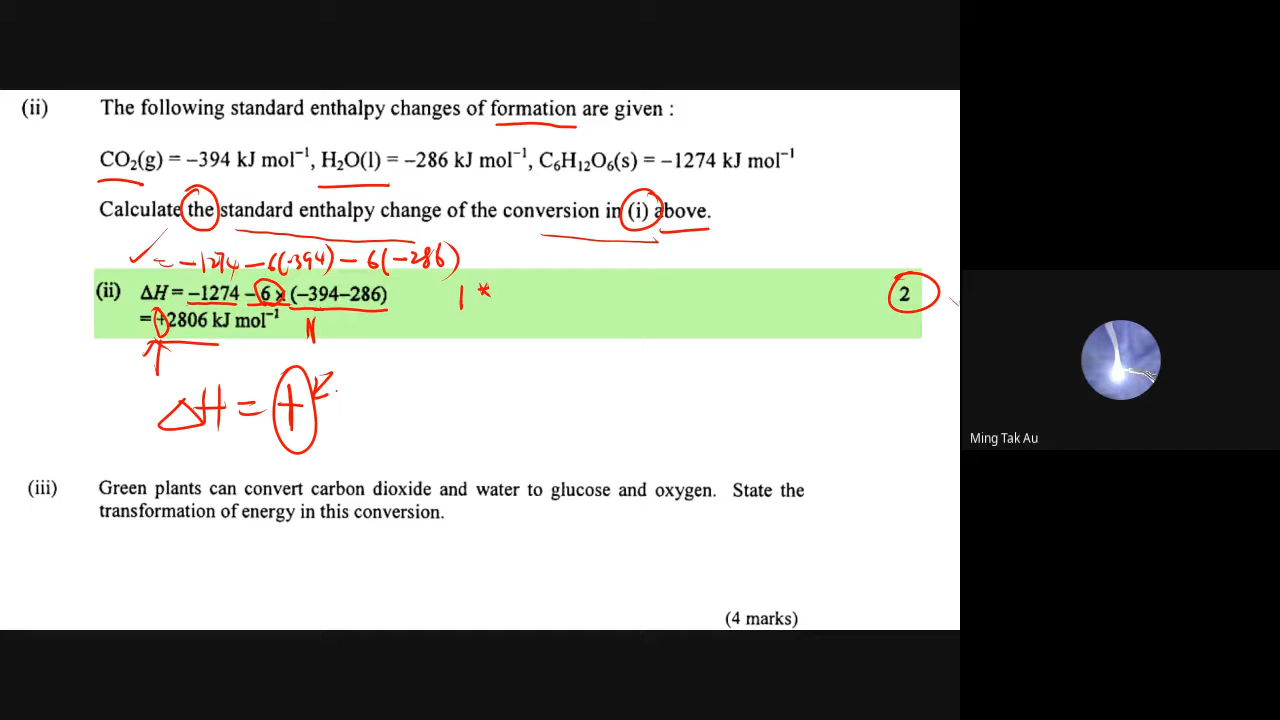 (ii) The following standard enthalpy changes of formation are given :
CO₂(g) = –394 kJ mol⁻¹, H₂O(l) = –286 kJ mol⁻¹, C₆H₁₂O₆(s) = –1274 kJ mol⁻¹
Calculate the standard enthalpy change of the conversion in (i) above.
= -1274 - 6(-394) - 6(-286)
(ii) ΔH = –1274 – 6 x (–394–286) 1 * 2
= +2806 kJ mol⁻¹
ΔH = +
(iii) Green plants can convert carbon dioxide and water to glucose and oxygen. State the
transformation of energy in this conversion.
(4 marks)
Ming Tak Au